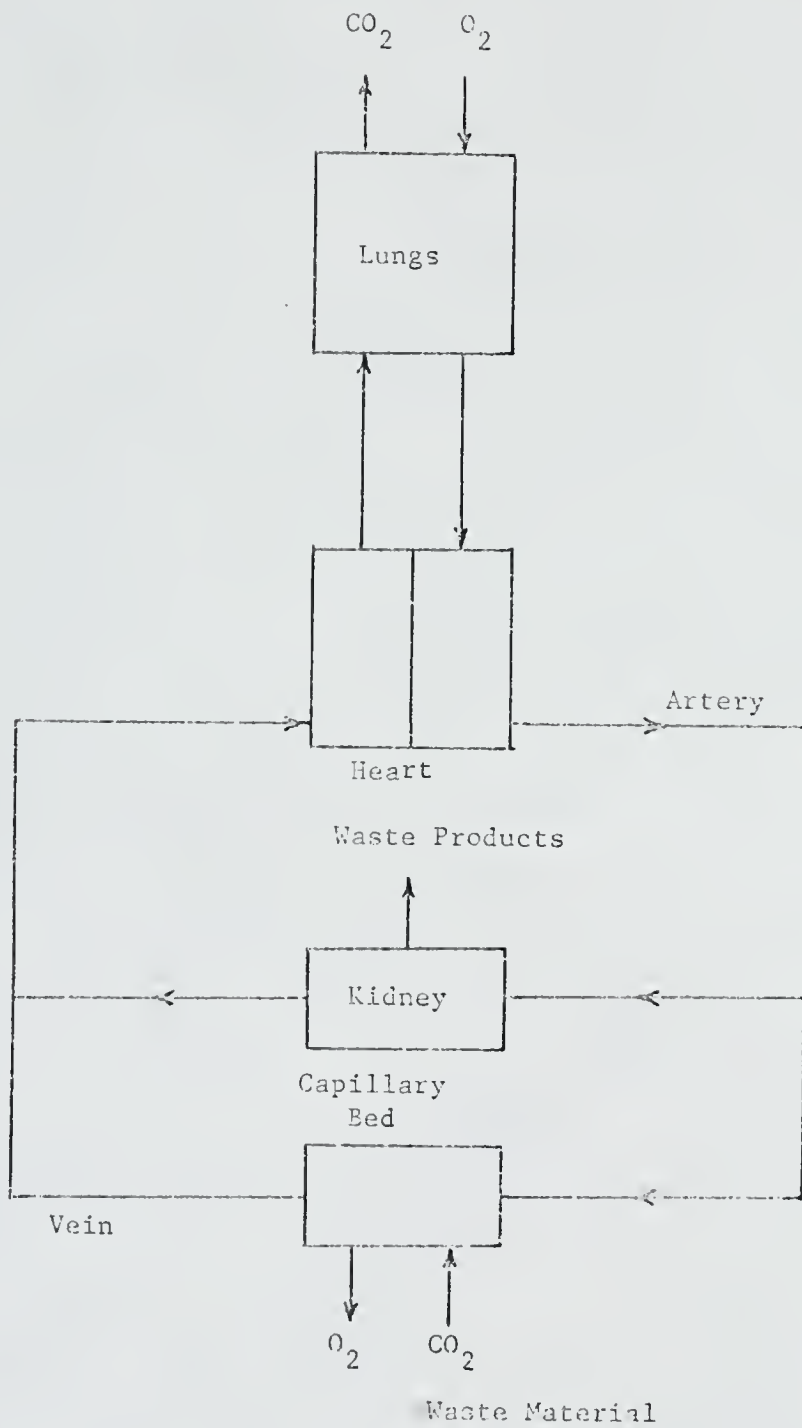 CO2 O2
Lungs
Artery
Heart
Waste Products
Kidney
Capillary
Bed
Vein
O2 CO2
Waste Material